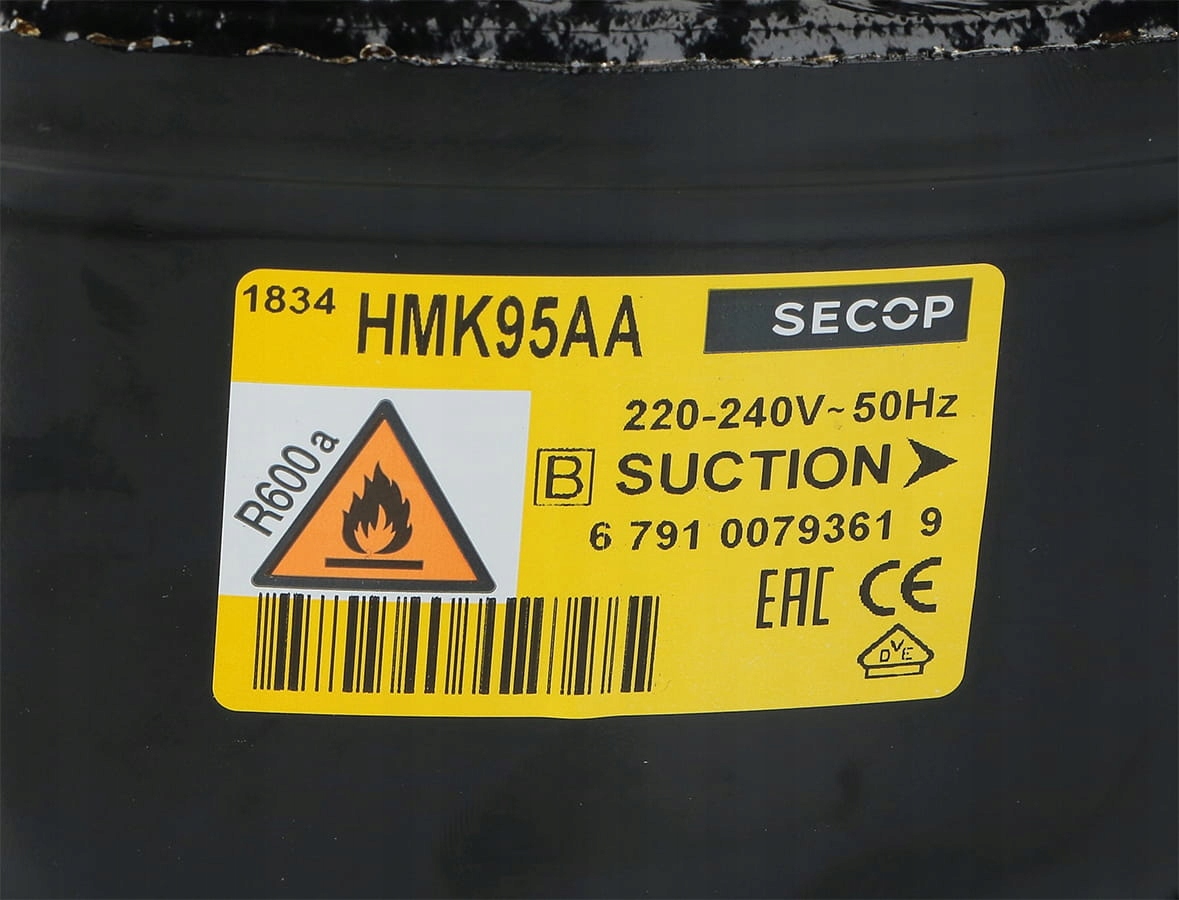 1834 HMK95AA SECOP
R600a
220-240V~50Hz
B SUCTION
6 791 0079361 9
EAC CE
DVE